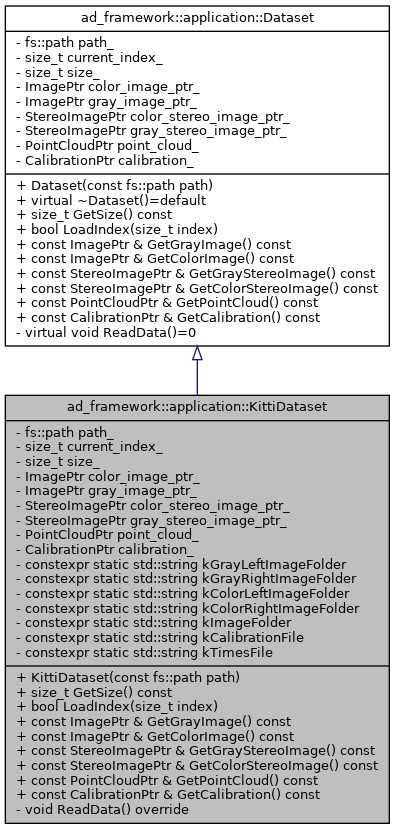 ad_framework::application::Dataset
- fs::path path_
- size_t current_index_
- size_t size_
- ImagePtr color_image_ptr_
- ImagePtr gray_image_ptr_
- StereoImagePtr color_stereo_image_ptr_
- StereoImagePtr gray_stereo_image_ptr_
- PointCloudPtr point_cloud_
- CalibrationPtr calibration_
+ Dataset(const fs::path path)
+ virtual ~Dataset()=default
+ size_t GetSize() const
+ bool LoadIndex(size_t index)
+ const ImagePtr & GetGrayImage() const
+ const ImagePtr & GetColorImage() const
+ const StereoImagePtr & GetGrayStereoImage() const
+ const StereoImagePtr & GetColorStereoImage() const
+ const PointCloudPtr & GetPointCloud() const
+ const CalibrationPtr & GetCalibration() const
- virtual void ReadData()=0
ad_framework::application::KittiDataset
- fs::path path_
- size_t current_index_
- size_t size_
- ImagePtr color_image_ptr_
- ImagePtr gray_image_ptr_
- StereoImagePtr color_stereo_image_ptr_
- StereoImagePtr gray_stereo_image_ptr_
- PointCloudPtr point_cloud_
- CalibrationPtr calibration_
- constexpr static std::string kGrayLeftImageFolder
- constexpr static std::string kGrayRightImageFolder
- constexpr static std::string kColorLeftImageFolder
- constexpr static std::string kColorRightImageFolder
- constexpr static std::string kImageFolder
- constexpr static std::string kCalibrationFile
- constexpr static std::string kTimesFile
+ KittiDataset(const fs::path path)
+ size_t GetSize() const
+ bool LoadIndex(size_t index)
+ const ImagePtr & GetGrayImage() const
+ const ImagePtr & GetColorImage() const
+ const StereoImagePtr & GetGrayStereoImage() const
+ const StereoImagePtr & GetColorStereoImage() const
+ const PointCloudPtr & GetPointCloud() const
+ const CalibrationPtr & GetCalibration() const
- void ReadData() override